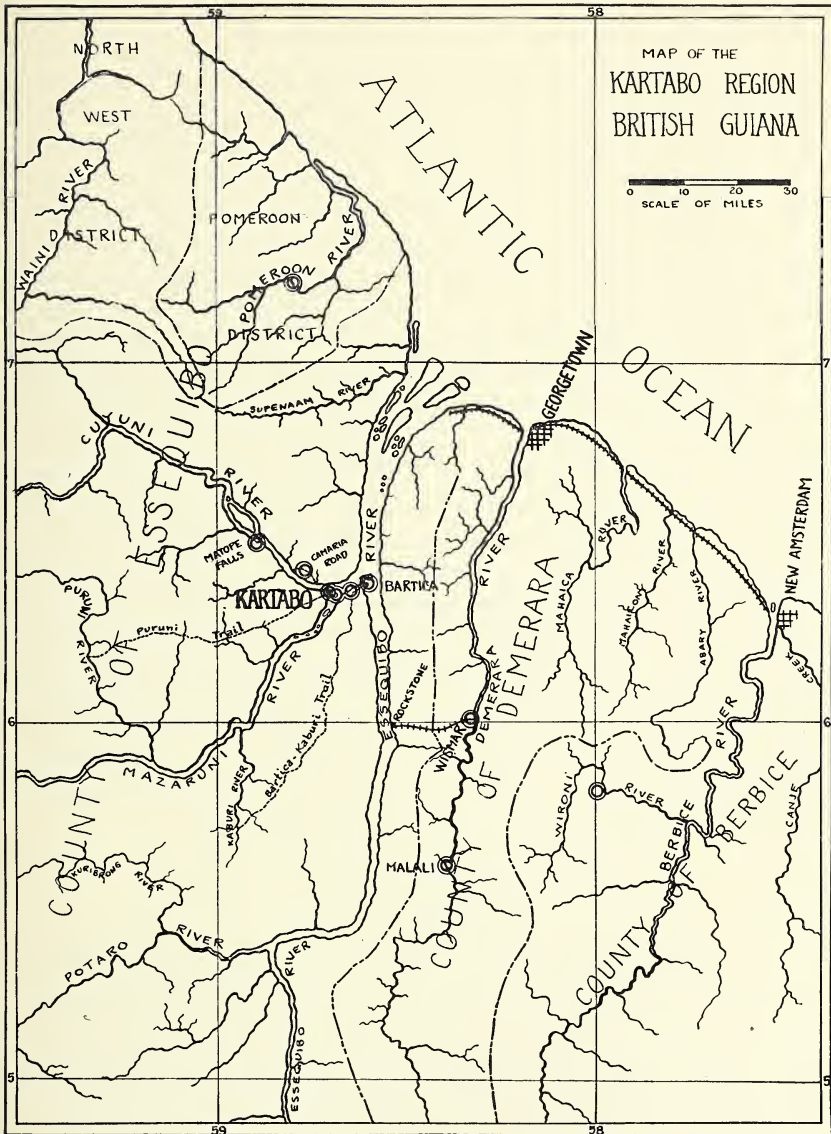 59
58
MAP OF THE
KARTABO REGION
BRITISH GUIANA
0 10 20 30
SCALE OF MILES
ATLANTIC
OCEAN
NORTH
WEST
DISTRICT
WAINI RIVER
POMEROON
DISTRICT
POMEROON RIVER
7
7
SUPENAAM RIVER
GEORGETOWN
NEW AMSTERDAM
CUYUNI RIVER
COUNTY OF ESSEQUIBO
MATOPE
FALLS
CAMARIA
ROAD
KARTABO
BARTICA
RIVER
ESSEQUIBO
PURUNI
RIVER
Puruni Trail
MAZARUNI RIVER
KABURI RIVER
Bartica-Kaburi Trail
ROCKSTONE
WISMAR
DEMERARA RIVER
COUNTY OF DEMERARA
MAHAICA RIVER
MAHAICONY RIVER
ABARY RIVER
6
6
CANJE CREEK
WIRONI RIVER
BERBICE RIVER
COUNTY OF BERBICE
MALALI
KURIBRONG
RIVER
POTARO RIVER
ESSEQUIBO RIVER
5
5
59
58